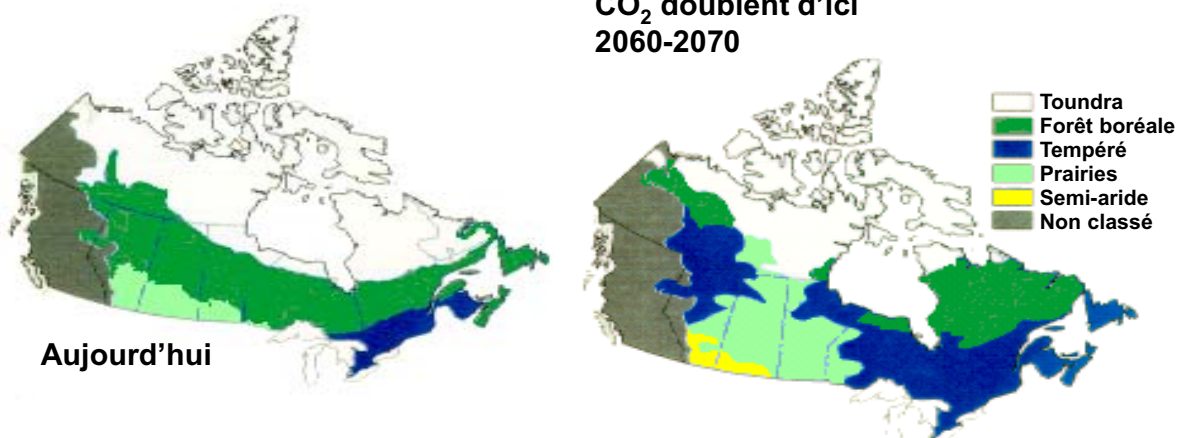 CO₂ doublent d'ici
2060-2070
Toundra
Forêt boréale
Tempéré
Prairies
Semi-aride
Non classé
Aujourd'hui